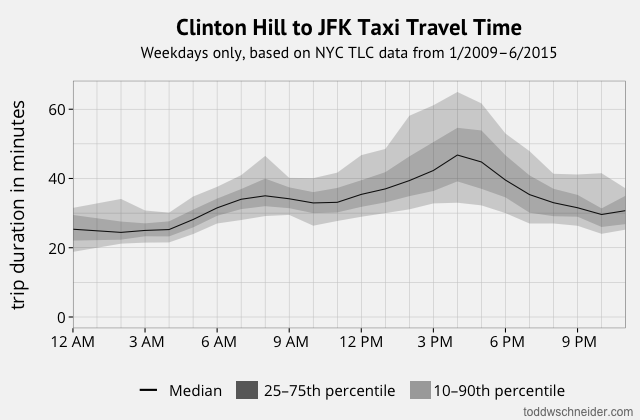 Clinton Hill to JFK Taxi Travel Time
Weekdays only, based on NYC TLC data from 1/2009–6/2015
trip duration in minutes
60
40
20
0
12 AM 3 AM 6 AM 9 AM 12 PM 3 PM 6 PM 9 PM
Median 25–75th percentile 10–90th percentile
toddwschneider.com